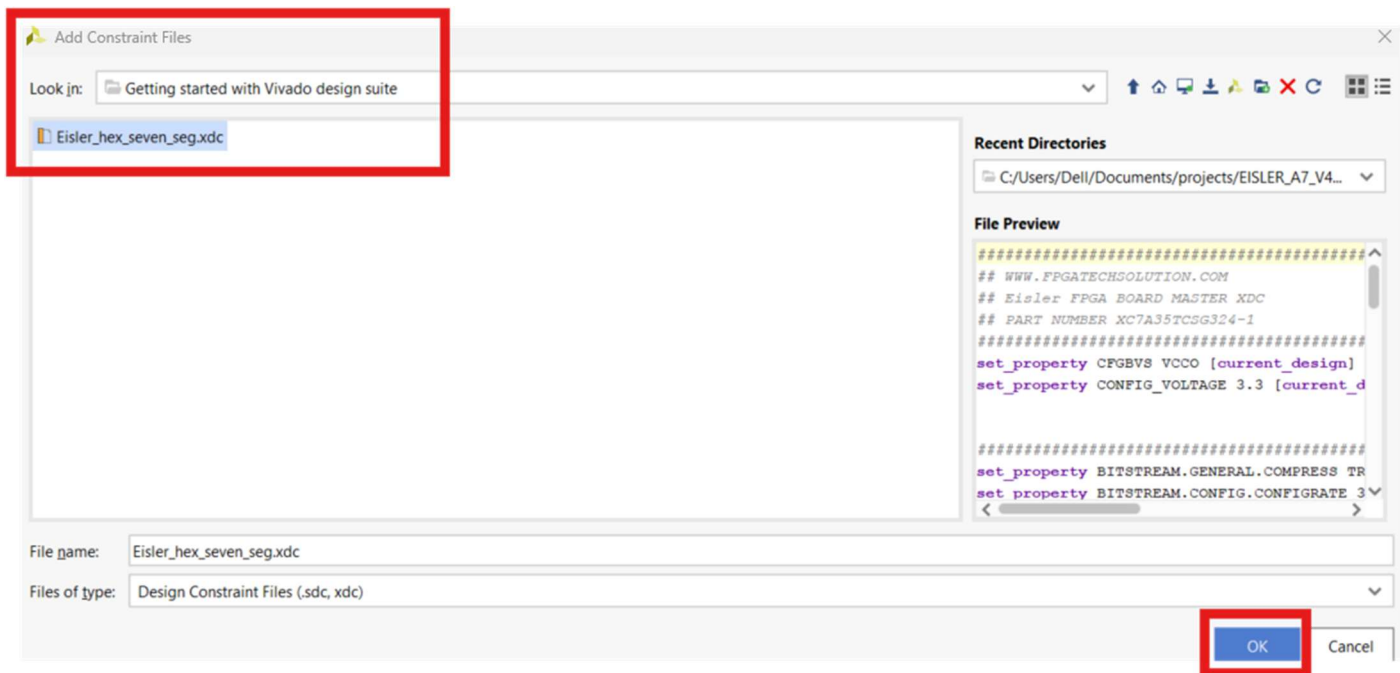 Add Constraint Files
Look in: Getting started with Vivado design suite
Eisler_hex_seven_seg.xdc
Recent Directories
C:/Users/Dell/Documents/projects/EISLER_A7_V4...
File Preview
##########################################
## WWW.FPGATECHSOLUTION.COM
## Eisler FPGA BOARD MASTER XDC
## PART NUMBER XC7A35TCSG324-1
##########################################
set_property CFGBVS VCCO [current_design]
set_property CONFIG_VOLTAGE 3.3 [current_d
##########################################
set_property BITSTREAM.GENERAL.COMPRESS TR
set_property BITSTREAM.CONFIG.CONFIGRATE 3
File name: Eisler_hex_seven_seg.xdc
Files of type: Design Constraint Files (.sdc, xdc)
OK Cancel